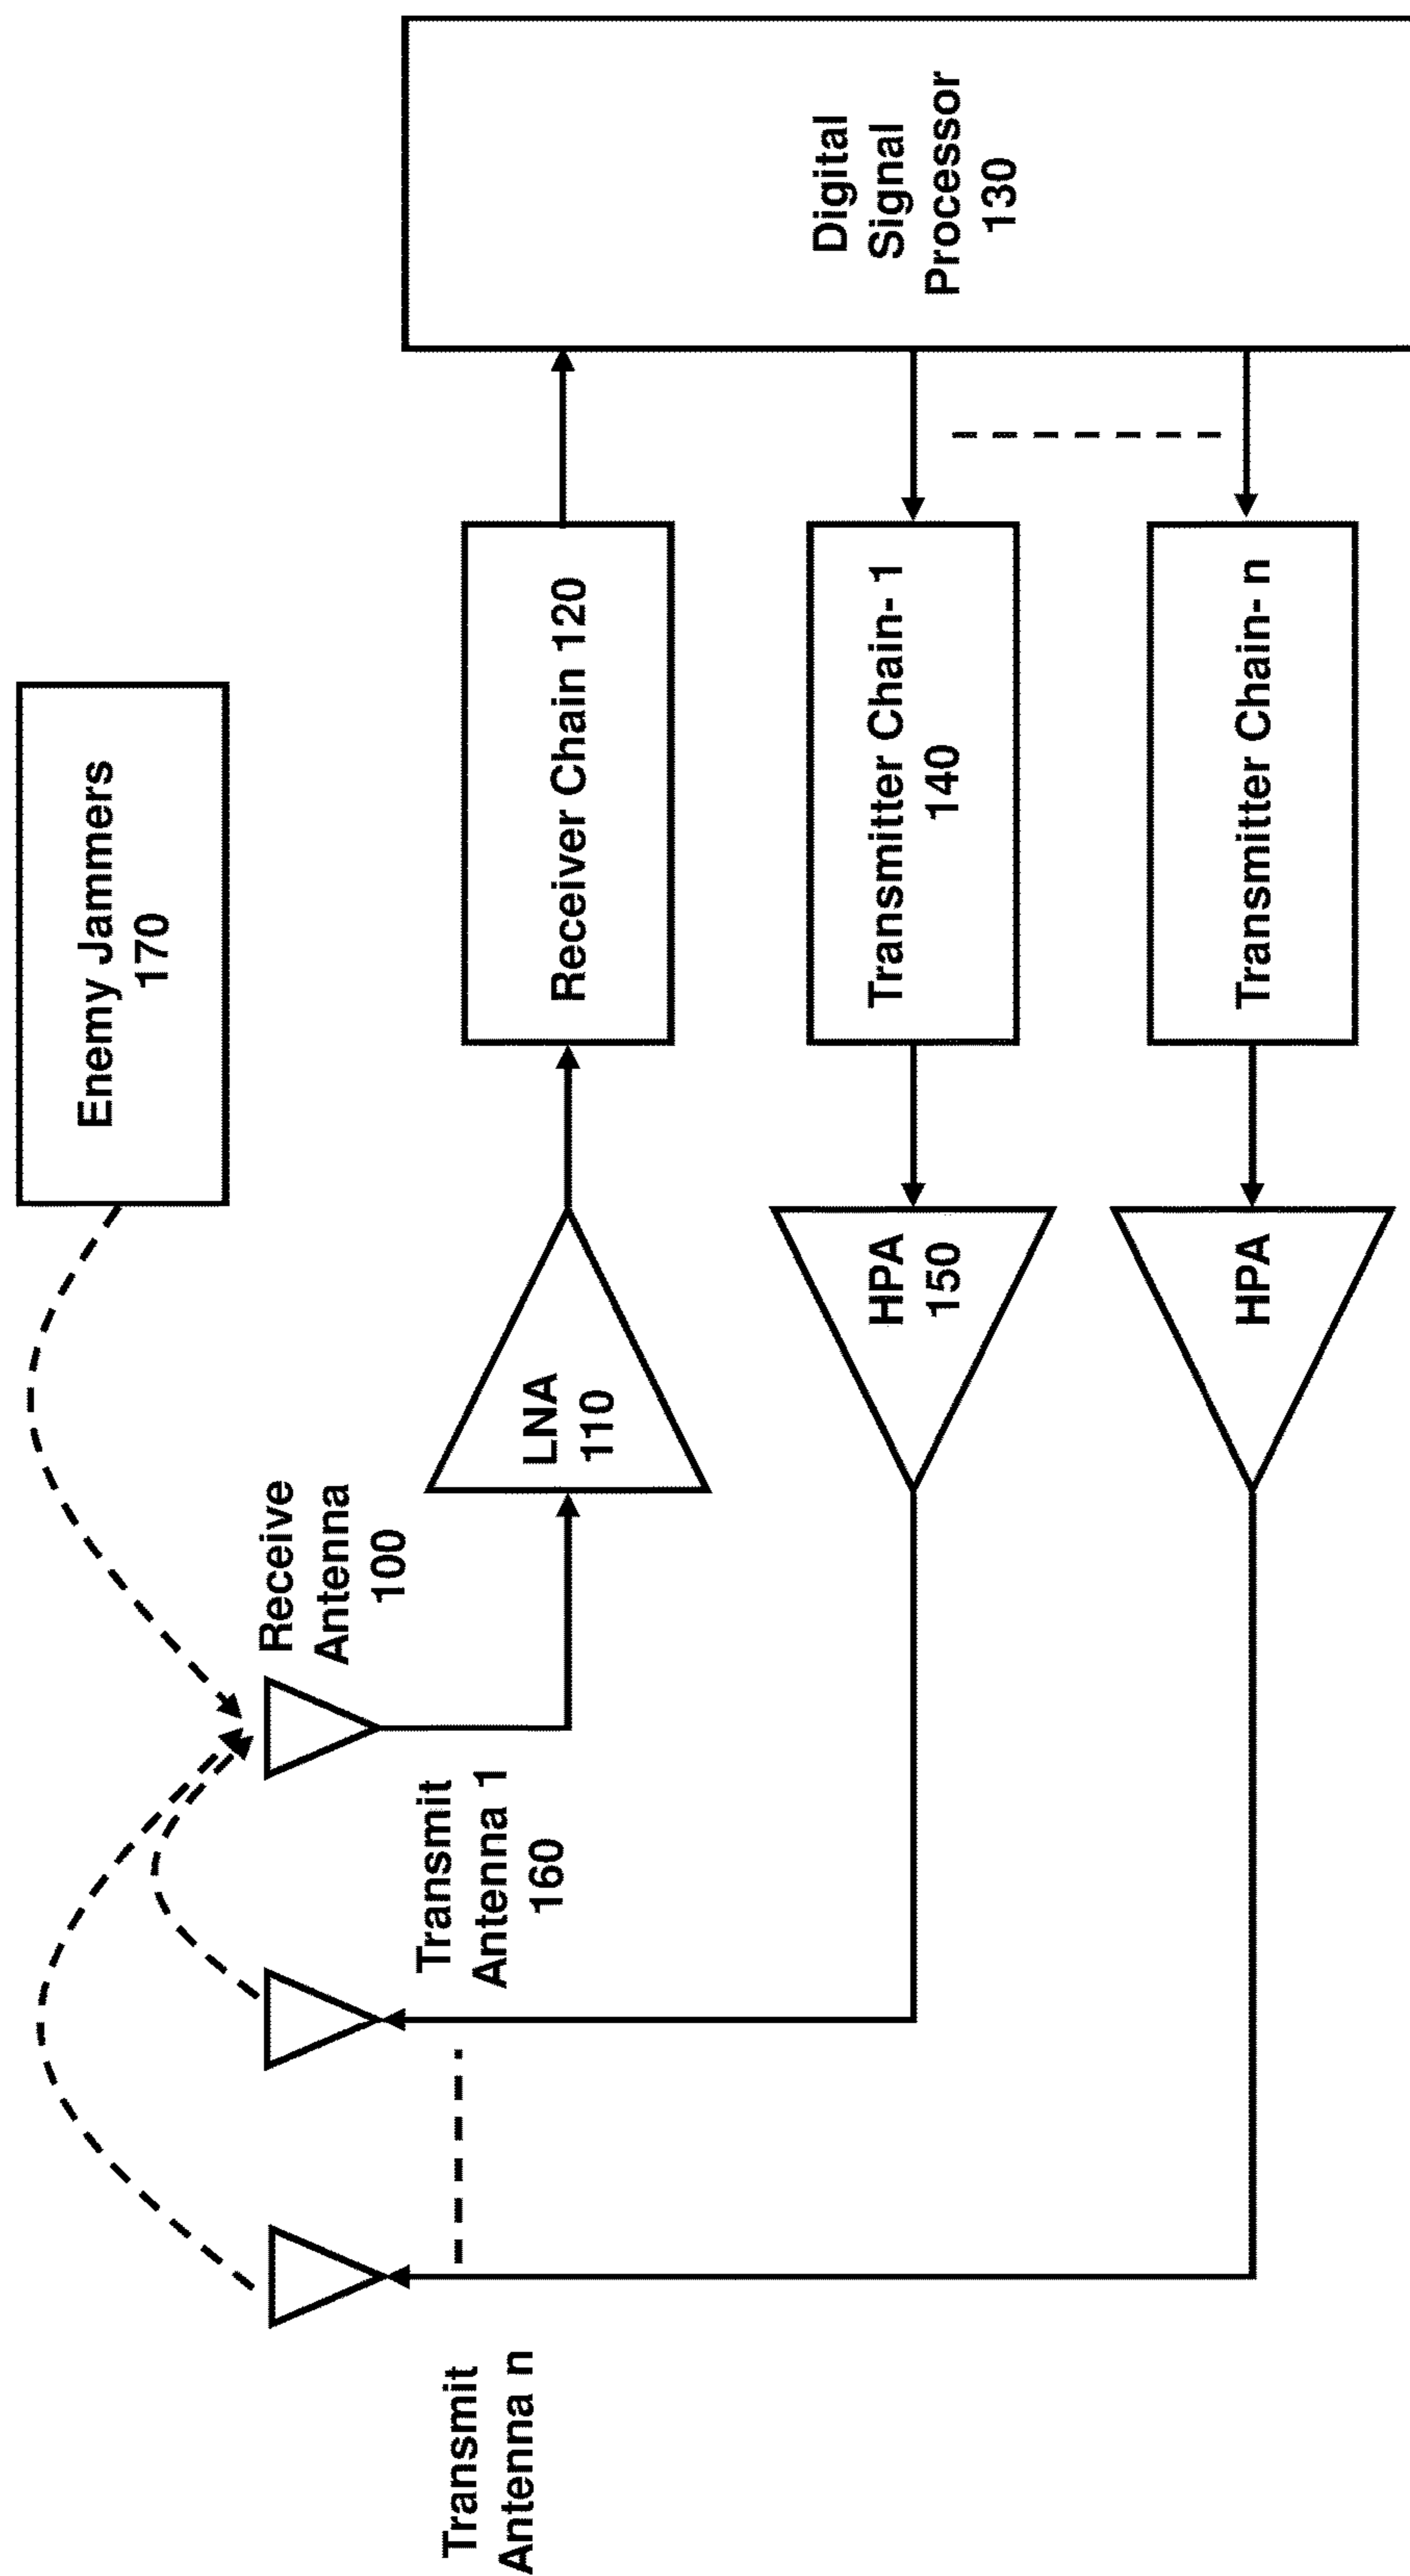 Enemy Jammers
170
Receive
Antenna
100
Transmit
Antenna n
Transmit
Antenna 1
160
LNA
110
Receiver Chain 120
Digital
Signal
Processor
130
HPA
150
Transmitter Chain- 1
140
HPA
Transmitter Chain- n